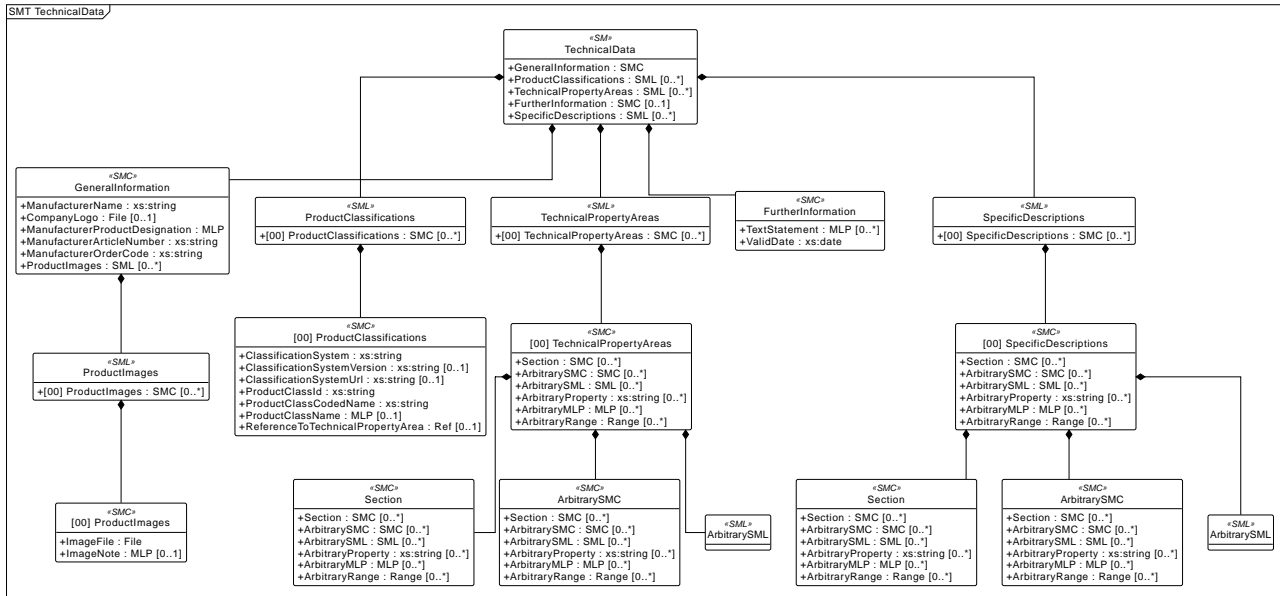 SMT TechnicalData
«SM»
TechnicalData
+GeneralInformation : SMC
+ProductClassifications : SML [0..*]
+TechnicalPropertyAreas : SML [0..*]
+FurtherInformation : SMC [0..1]
+SpecificDescriptions : SML [0..*]
«SMC»
GeneralInformation
+ManufacturerName : xs:string
+CompanyLogo : File [0..1]
+ManufacturerProductDesignation : MLP
+ManufacturerArticleNumber : xs:string
+ManufacturerOrderCode : xs:string
+ProductImages : SML [0..*]
«SML»
ProductClassifications
+[00] ProductClassifications : SMC [0..*]
«SML»
TechnicalPropertyAreas
+[00] TechnicalPropertyAreas : SMC [0..*]
«SMC»
FurtherInformation
+TextStatement : MLP [0..*]
+ValidDate : xs:date
«SML»
SpecificDescriptions
+[00] SpecificDescriptions : SMC [0..*]
«SML»
ProductImages
+[00] ProductImages : SMC [0..*]
«SMC»
[00] ProductClassifications
+ClassificationSystem : xs:string
+ClassificationSystemVersion : xs:string [0..1]
+ClassificationSystemUrl : xs:string [0..1]
+ProductClassId : xs:string
+ProductClassCodedName : xs:string
+ProductClassName : MLP [0..1]
+ReferenceToTechnicalPropertyArea : Ref [0..1]
«SMC»
[00] TechnicalPropertyAreas
+Section : SMC [0..*]
+ArbitrarySMC : SMC [0..*]
+ArbitrarySML : SML [0..*]
+ArbitraryProperty : xs:string [0..*]
+ArbitraryMLP : MLP [0..*]
+ArbitraryRange : Range [0..*]
«SMC»
[00] SpecificDescriptions
+Section : SMC [0..*]
+ArbitrarySMC : SMC [0..*]
+ArbitrarySML : SML [0..*]
+ArbitraryProperty : xs:string [0..*]
+ArbitraryMLP : MLP [0..*]
+ArbitraryRange : Range [0..*]
«SMC»
[00] ProductImages
+ImageFile : File
+ImageNote : MLP [0..1]
«SMC»
Section
+Section : SMC [0..*]
+ArbitrarySMC : SMC [0..*]
+ArbitrarySML : SML [0..*]
+ArbitraryProperty : xs:string [0..*]
+ArbitraryMLP : MLP [0..*]
+ArbitraryRange : Range [0..*]
«SMC»
ArbitrarySMC
+Section : SMC [0..*]
+ArbitrarySMC : SMC [0..*]
+ArbitrarySML : SML [0..*]
+ArbitraryProperty : xs:string [0..*]
+ArbitraryMLP : MLP [0..*]
+ArbitraryRange : Range [0..*]
«SML»
ArbitrarySML
«SMC»
Section
+Section : SMC [0..*]
+ArbitrarySMC : SMC [0..*]
+ArbitrarySML : SML [0..*]
+ArbitraryProperty : xs:string [0..*]
+ArbitraryMLP : MLP [0..*]
+ArbitraryRange : Range [0..*]
«SMC»
ArbitrarySMC
+Section : SMC [0..*]
+ArbitrarySMC : SMC [0..*]
+ArbitrarySML : SML [0..*]
+ArbitraryProperty : xs:string [0..*]
+ArbitraryMLP : MLP [0..*]
+ArbitraryRange : Range [0..*]
«SML»
ArbitrarySML